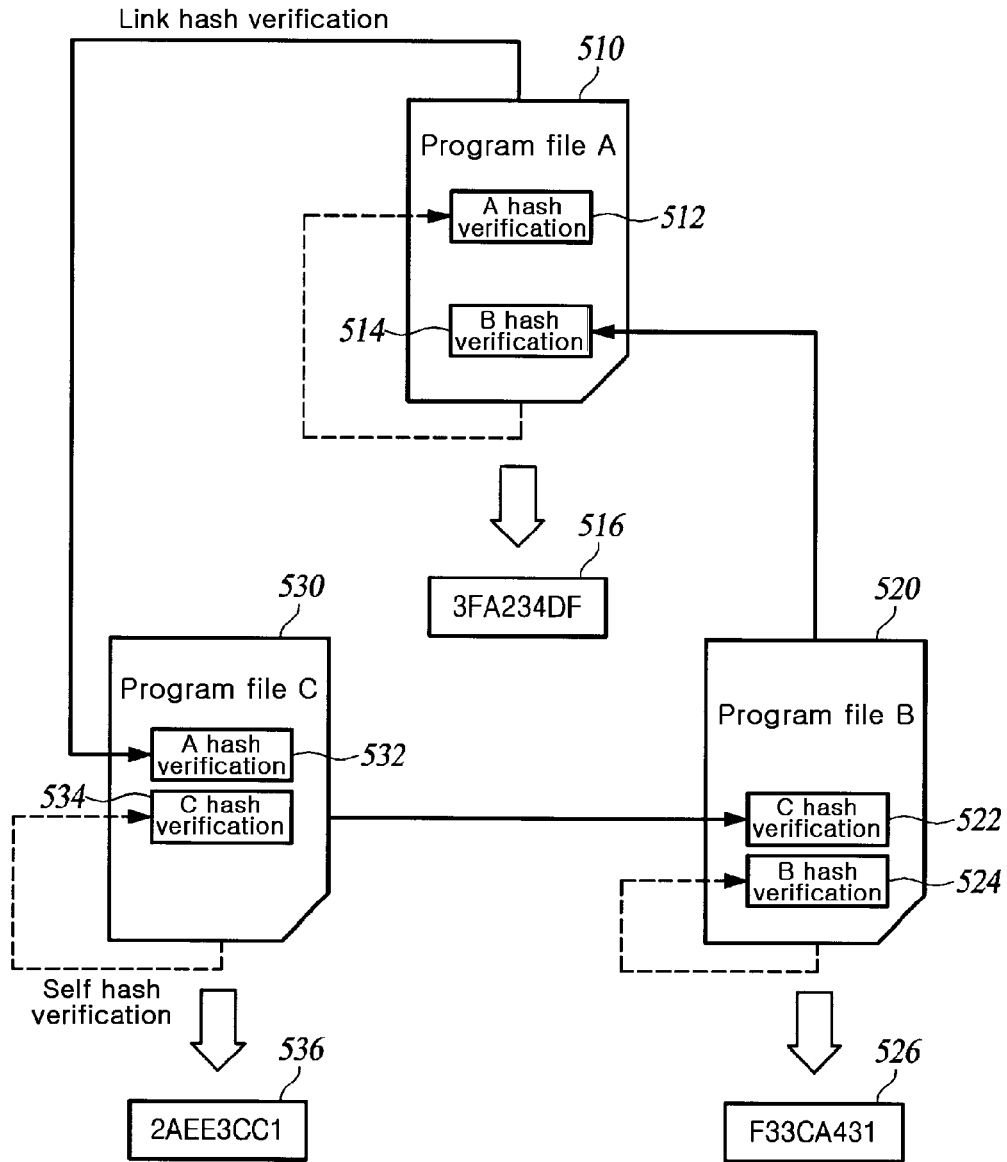 Link hash verification
510
Program file A
A hash
verification
512
514
B hash
verification
516
3FA234DF
530
520
Program file C
Program file B
A hash
verification
532
534
C hash
verification
C hash
verification
522
B hash
verification
524
Self hash
verification
536
526
2AEE3CC1
F33CA431